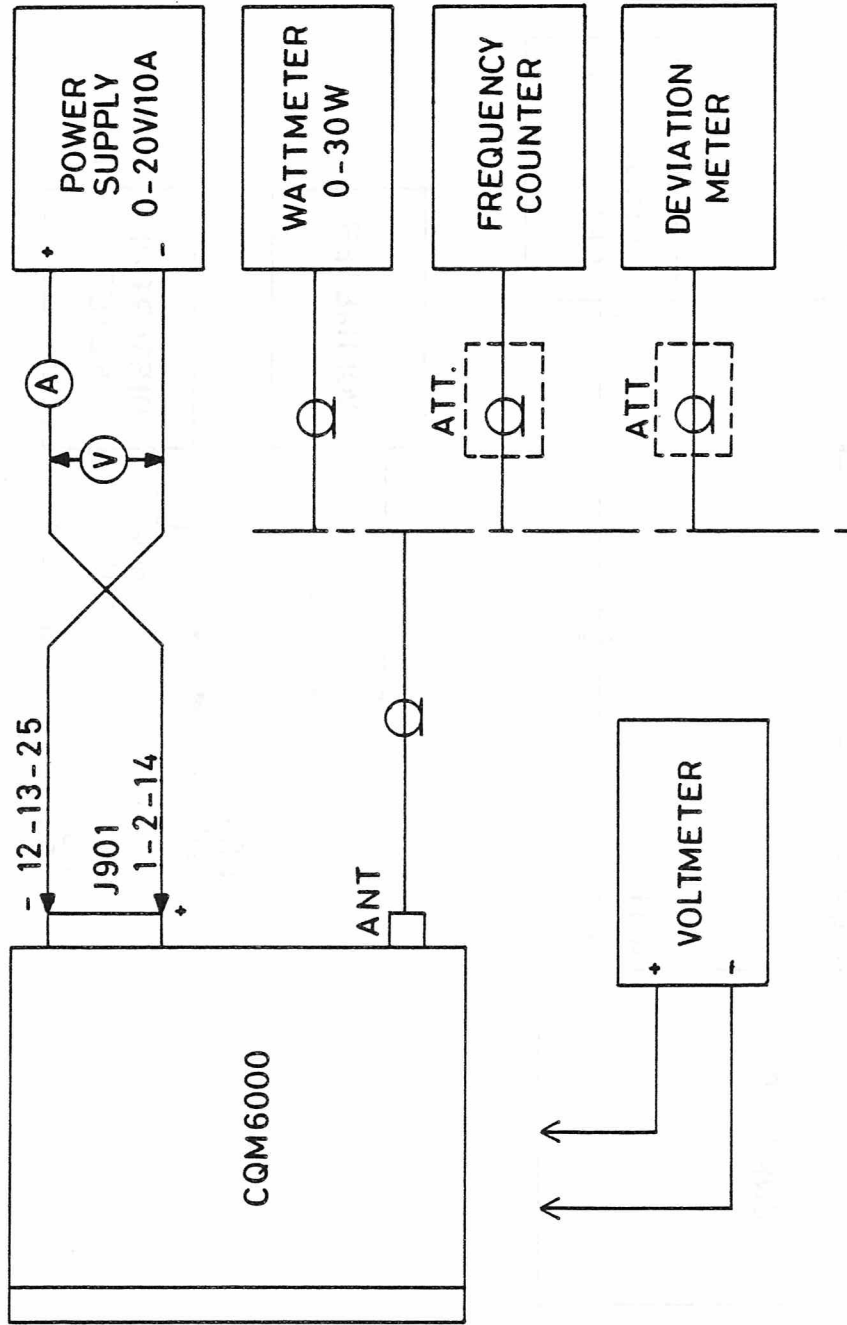 POWER
SUPPLY
0-20V/10A
+
-
WATTMETER
0-30W
FREQUENCY
COUNTER
DEVIATION
METER
A
V
ATT.
ATT
- 12-13-25
J901
1-2-14
+
ANT
CQM6000
VOLTMETER
+
-